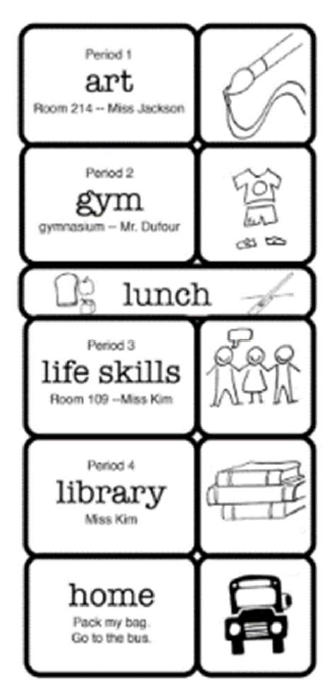 Period 1
art
Room 214 -- Miss Jackson
Period 2
gym
gymnasium -- Mr. Dufour
lunch
Period 3
life skills
Room 109 --Miss Kim
Period 4
library
Miss Kim
home
Pack my bag.
Go to the bus.